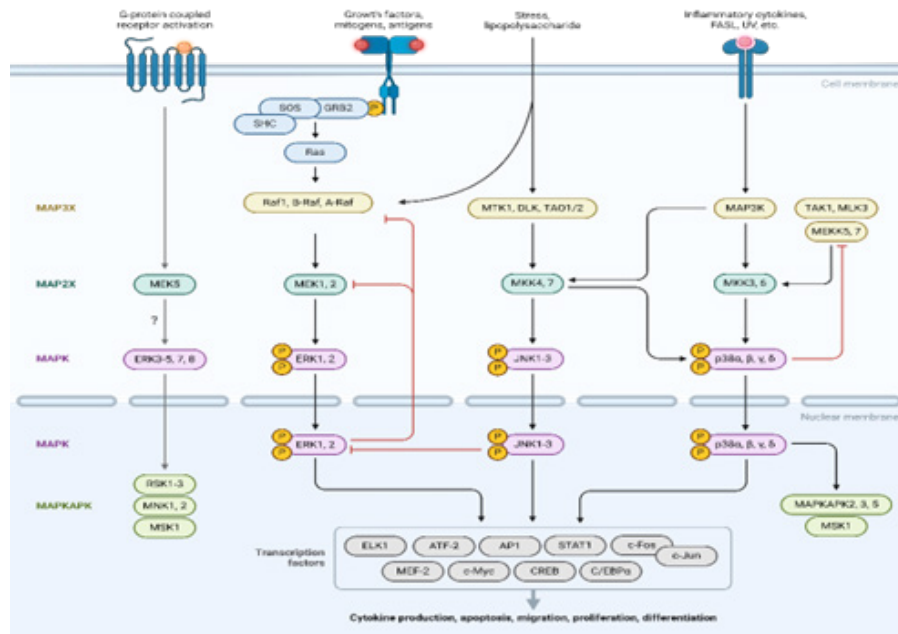 G-protein coupled
receptor activation
Growth factors,
mitogens, antigens
Stress,
lipopolysaccharide
Inflammatory cytokines,
FASL, UV, etc.
Cell membrane
SOS
GRB2
P
SHC
Ras
MAP3X
Raf1, B-Raf, A-Raf
MTK1, DLK, TAO1/2
MAP3K
TAK1, MLK3
MEKK5, 7
MAP2X
MEK5
MEK1, 2
MKK4, 7
MKK3, 6
?
MAPK
ERK3-5, 7, 8
P
P
ERK1, 2
P
P
JNK1-3
P
P
p38α, β, γ, δ
Nuclear membrane
MAPK
P
P
ERK1, 2
P
P
JNK1-3
P
P
p38α, β, γ, δ
MAPKAPK
RSK1-3
MNK1, 2
MSK1
MAPKAPK2, 3, 5
MSK1
Transcription
factors
ELK1
ATF-2
AP1
STAT1
c-Fos
c-Jun
MEF-2
c-Myc
CREB
C/EBPα
Cytokine production, apoptosis, migration, proliferation, differentiation